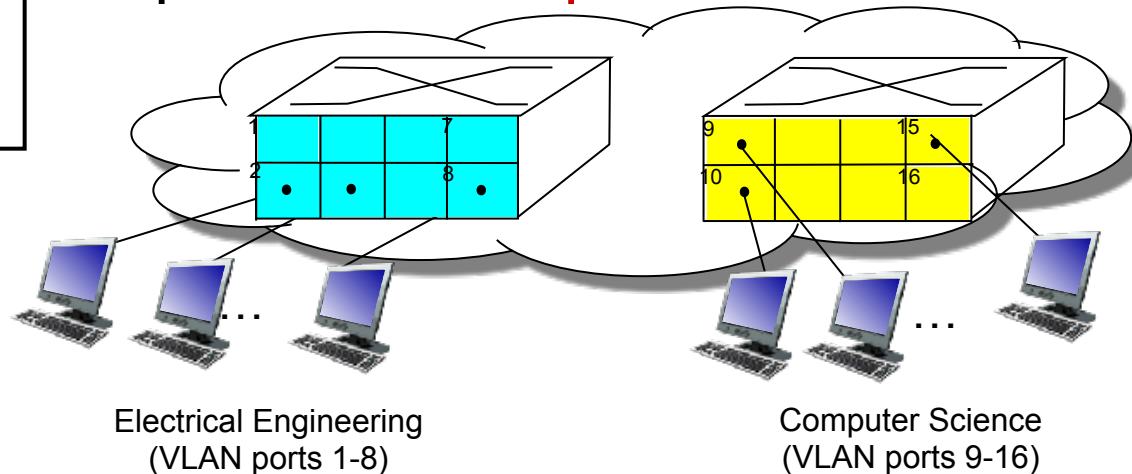 1
7
2
8
9
15
10
16
...
...
Electrical Engineering
(VLAN ports 1-8)
Computer Science
(VLAN ports 9-16)